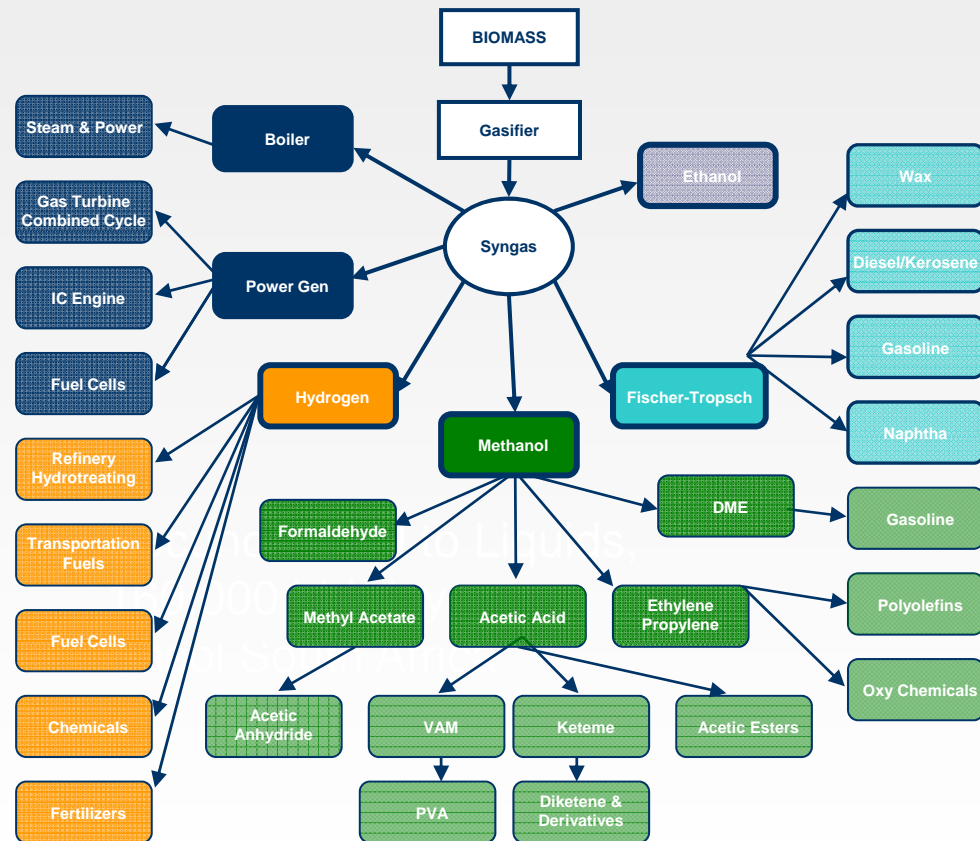 BIOMASS
Gasifier
Syngas
Boiler
Steam & Power
Power Gen
Gas Turbine
Combined Cycle
IC Engine
Fuel Cells
Ethanol
Hydrogen
Refinery
Hydrotreating
Transportation
Fuels
Fuel Cells
Chemicals
Fertilizers
Methanol
Formaldehyde
Methyl Acetate
Acetic
Anhydride
Acetic Acid
VAM
PVA
Keteme
Diketene &
Derivatives
Acetic Esters
Ethylene
Propylene
Polyolefins
Oxy Chemicals
DME
Gasoline
Fischer-Tropsch
Wax
Diesel/Kerosene
Gasoline
Naphtha
to Liquids,